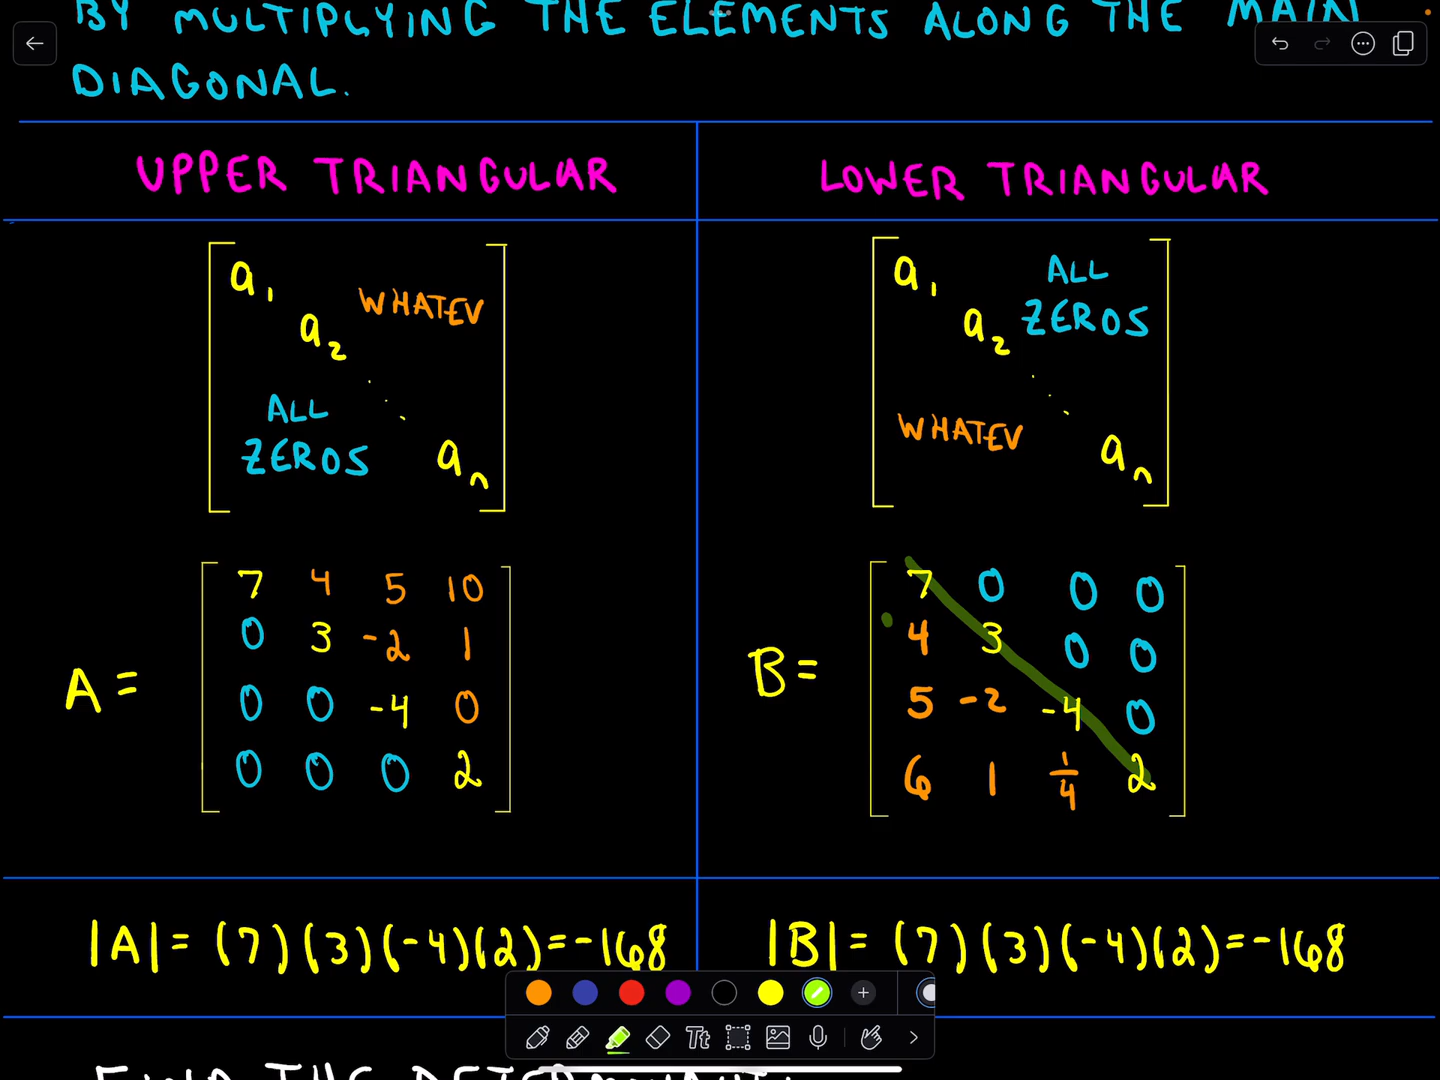 BY MULTIPLYING THE ELEMENTS ALONG THE MAIN
DIAGONAL.
UPPER TRIANGULAR
LOWER TRIANGULAR
a₁
a₂ WHATEV
ALL
ZEROS
aₙ
a₁ ALL
a₂ ZEROS
WHATEV
aₙ
A =
7 4 5 10
0 3 -2 1
0 0 -4 0
0 0 0 2
B =
7 0 0 0
4 3 0 0
5 -2 -4 0
6 1 1/4 2
|A| = (7)(3)(-4)(2) = -168
|B| = (7)(3)(-4)(2) = -168
Tt
FIND THE